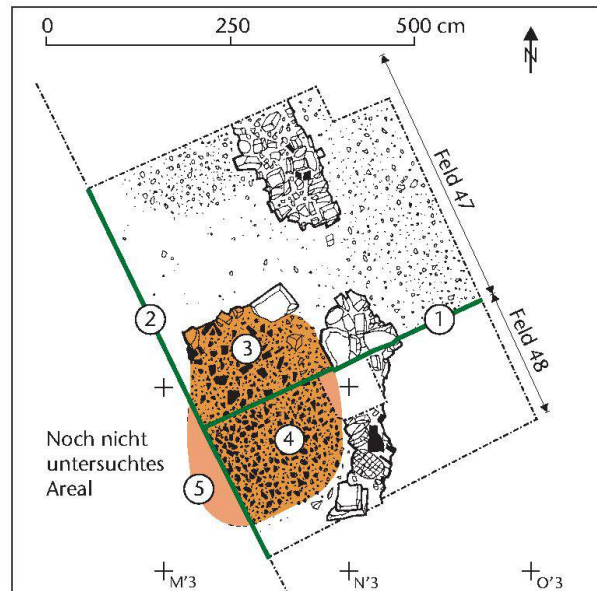 0 250 500 cm
N
Feld 47
Feld 48
1
2
3
4
5
Noch nicht
untersuchtes
Areal
M'3 N'3 O'3